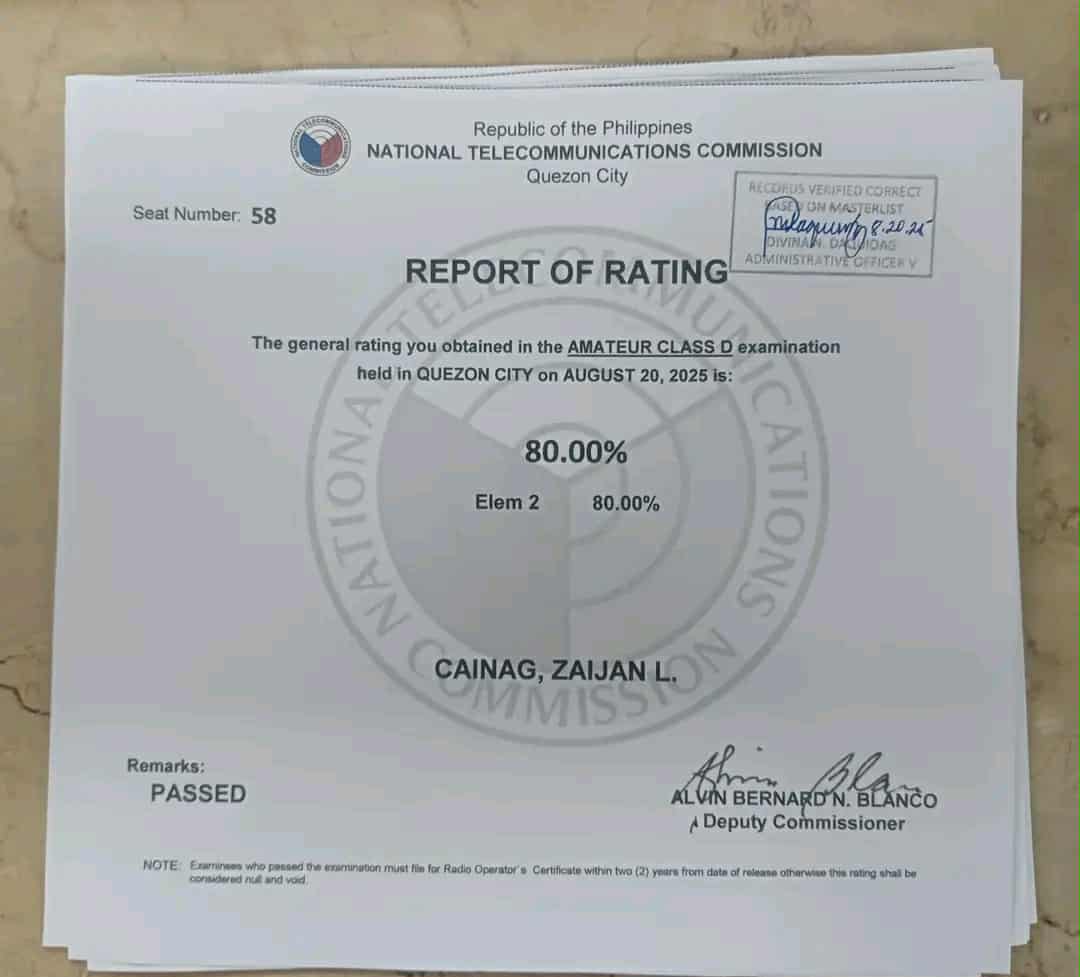 Republic of the Philippines
NATIONAL TELECOMMUNICATIONS COMMISSION
Quezon City
Seat Number: 58
RECORDS VERIFIED CORRECT
BASED ON MASTERLIST
8.20.25
DIVINA N. DAQUIOAG
ADMINISTRATIVE OFFICER V
REPORT OF RATING
The general rating you obtained in the AMATEUR CLASS D examination
held in QUEZON CITY on AUGUST 20, 2025 is:
80.00%
Elem 2 80.00%
CAINAG, ZAIJAN L.
Remarks:
PASSED
ALVIN BERNARD N. BLANCO
Deputy Commissioner
NOTE: Examinees who passed the examination must file for Radio Operator's Certificate within two (2) years from date of release otherwise this rating shall be
considered null and void.
NATIONAL TELECOMMUNICATIONS COMMISSION